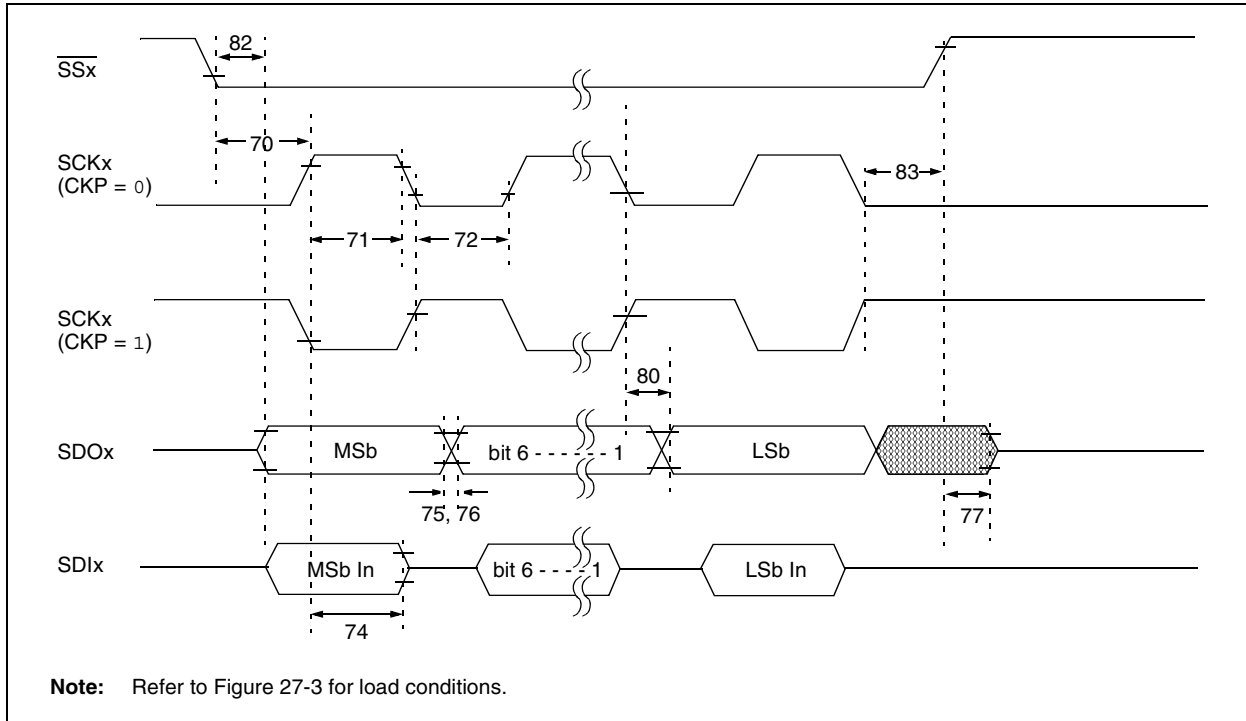 82
SSx
70
SCKx
(CKP = 0)
83
71
72
SCKx
(CKP = 1)
80
SDOx
MSb
bit 6 - - - - - - 1
LSb
75, 76
77
SDIx
MSb In
bit 6 - - - - 1
LSb In
74
Note: Refer to Figure 27-3 for load conditions.